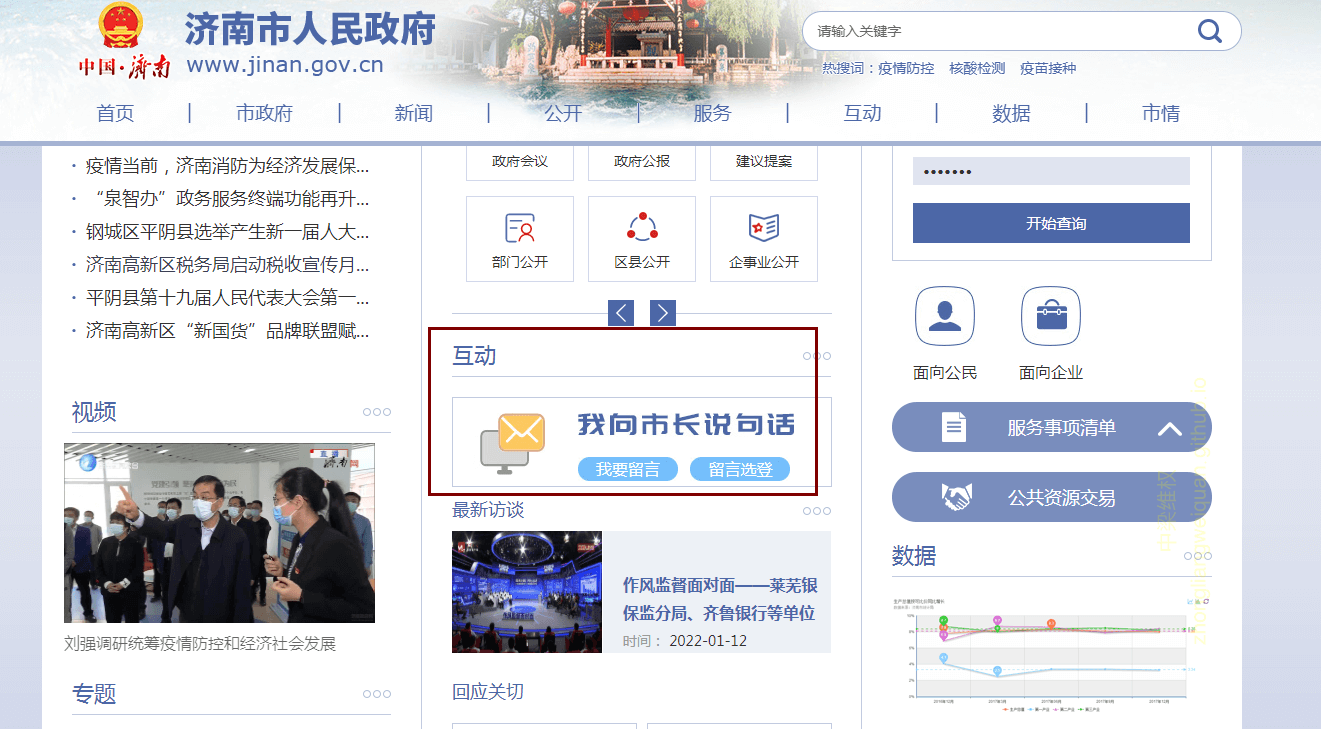 中国·济南
济南市人民政府
www.jinan.gov.cn
请输入关键字
热搜词：疫情防控 核酸检测 疫苗接种
首页 | 市政府 | 新闻 | 公开 | 服务 | 互动 | 数据 | 市情
· 疫情当前，济南消防为经济发展保...
· “泉智办”政务服务终端功能再升...
· 钢城区平阴县选举产生新一届人大...
· 济南高新区税务局启动税收宣传月...
· 平阴县第十九届人民代表大会第一...
· 济南高新区“新国货”品牌联盟赋...
视频
直播
济南
刘强调研统筹疫情防控和经济社会发展
专题
政府会议 政府公报 建议提案
部门公开 区县公开 企事业公开
互动
我向市长说句话
我要留言 留言选登
最新访谈
作风监督面对面——莱芜银
保监分局、齐鲁银行等单位
时间： 2022-01-12
回应关切
•••••••
开始查询
面向公民 面向企业
服务事项清单
公共资源交易
数据